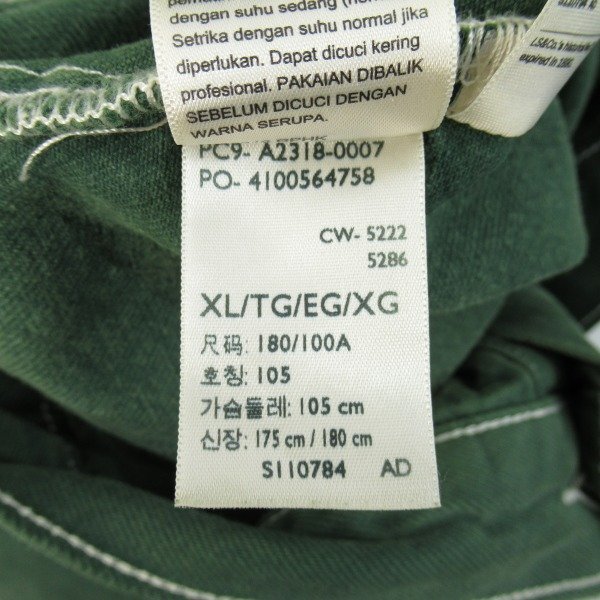 dengan suhu sedang
Setrika dengan suhu normal jika
diperlukan. Dapat dicuci kering
profesional. PAKAIAN DIBALIK
SEBELUM DICUCI DENGAN
WARNA SERUPA.
PC9- A2318-0007
PO- 4100564758
CW- 5222
5286
XL/TG/EG/XG
尺码: 180/100A
호칭: 105
가슴둘레: 105 cm
신장: 175 cm / 180 cm
S110784 AD